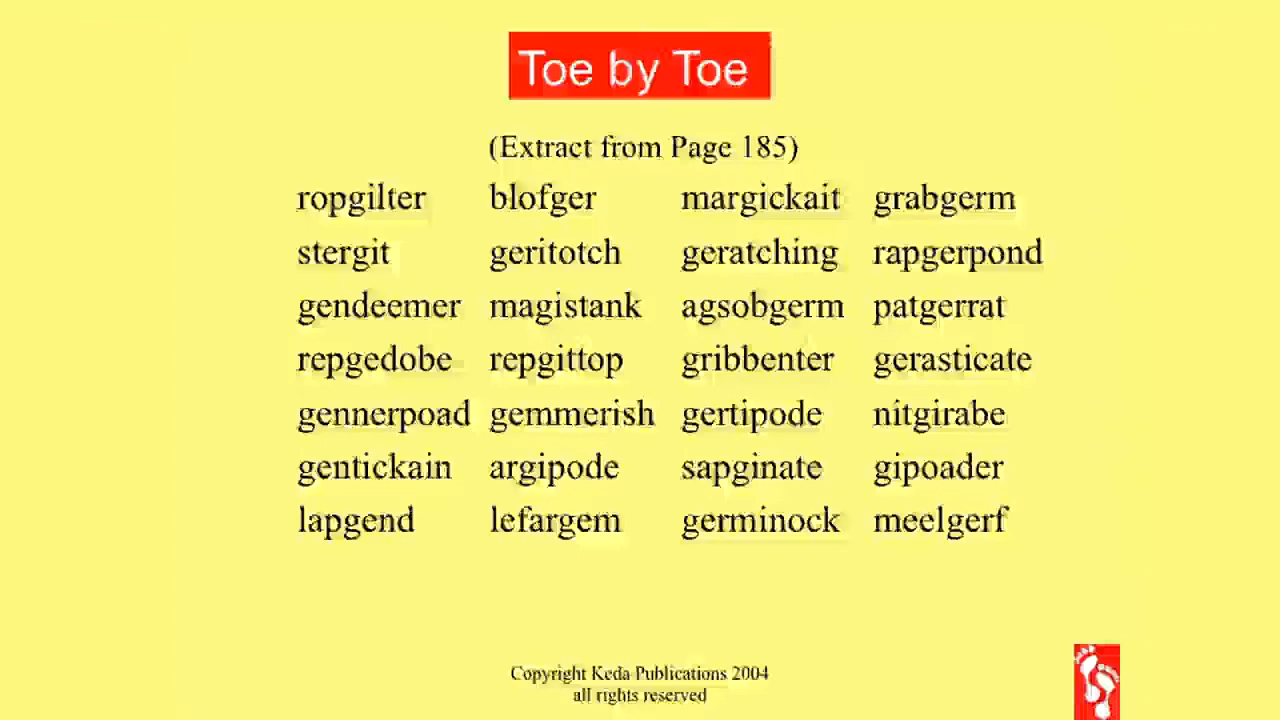 Toe by Toe
(Extract from Page 185)
ropgilter blofger margickait grabgerm
stergit geritotch geratching rapgerpond
gendeemer magistank agsobgerm patgerrat
repgedobe repgittop gribbenter gerasticate
gennerpoad gemmerish gertipode nitgirabe
gentickain argipode sapginate gipoader
lapgend lefargem germinock meelgerf
Copyright Keda Publications 2004
all rights reserved